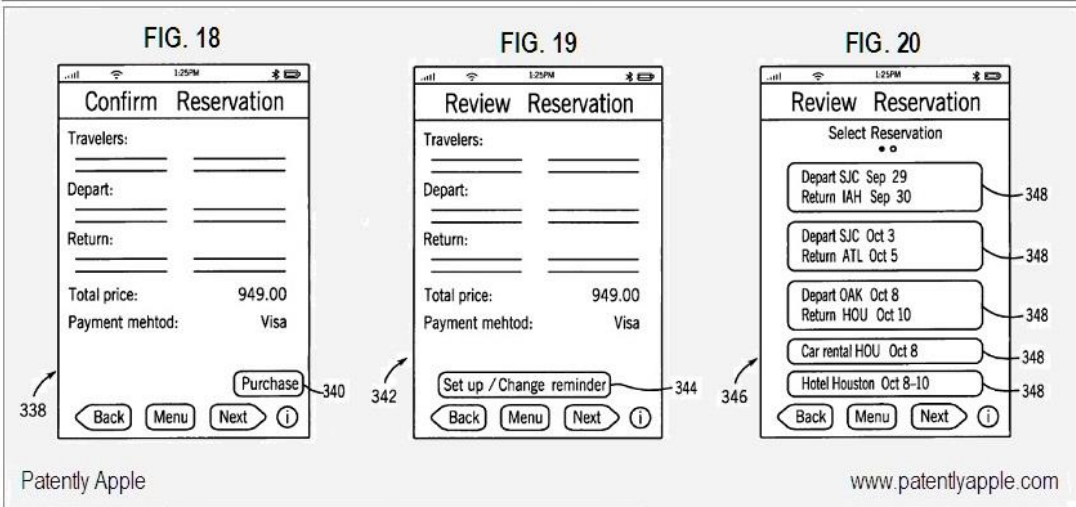 FIG. 18
1:25PM
Confirm Reservation
Travelers:
Depart:
Return:
Total price: 949.00
Payment mehtod: Visa
Purchase
340
338
Back Menu Next i
FIG. 19
1:25PM
Review Reservation
Travelers:
Depart:
Return:
Total price: 949.00
Payment mehtod: Visa
342
Set up / Change reminder
344
Back Menu Next i
FIG. 20
1:25PM
Review Reservation
Select Reservation
Depart SJC Sep 29
Return IAH Sep 30
348
Depart SJC Oct 3
Return ATL Oct 5
348
Depart OAK Oct 8
Return HOU Oct 10
348
Car rental HOU Oct 8
348
346
Hotel Houston Oct 8-10
348
Back Menu Next i
Patently Apple
www.patentlyapple.com